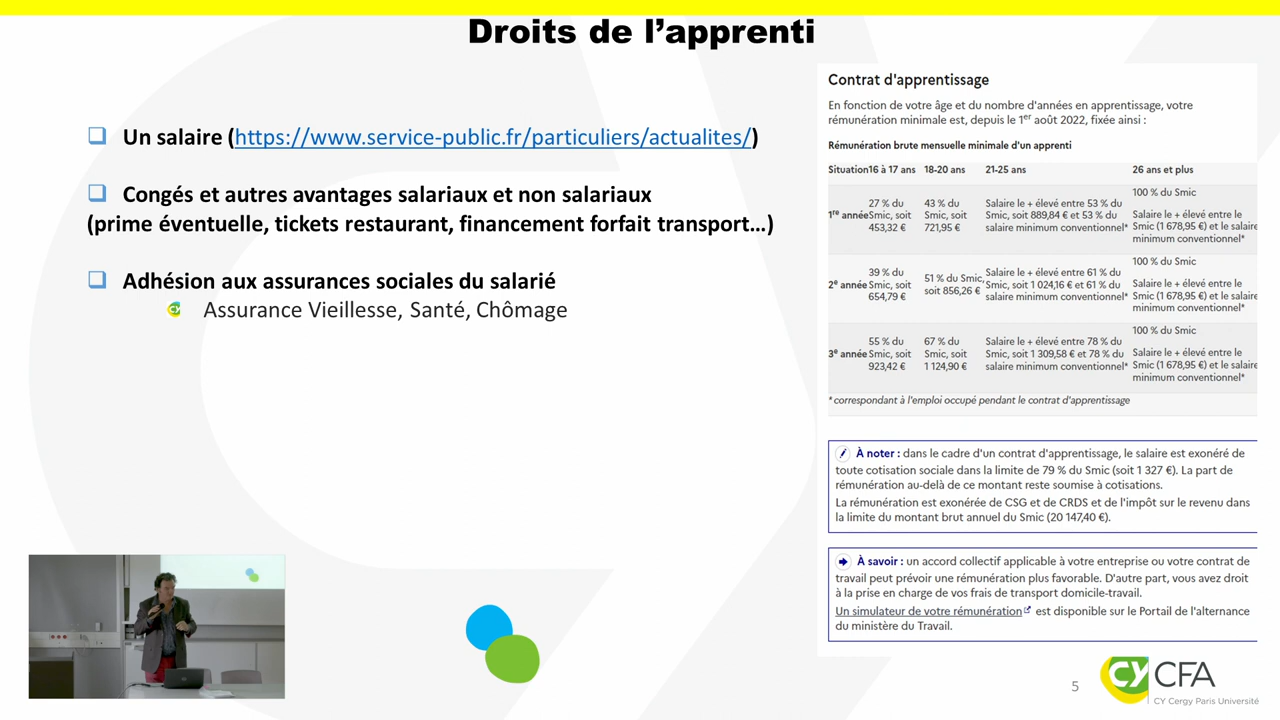 Droits de l'apprenti
Un salaire (https://www.service-public.fr/particuliers/actualites/)
Congés et autres avantages salariaux et non salariaux
(prime éventuelle, tickets restaurant, financement forfait transport…)
Adhésion aux assurances sociales du salarié
Assurance Vieillesse, Santé, Chômage
Contrat d'apprentissage
En fonction de votre âge et du nombre d'années en apprentissage, votre
rémunération minimale est, depuis le 1er août 2022, fixée ainsi :
Rémunération brute mensuelle minimale d'un apprenti
Situation 16 à 17 ans 18-20 ans 21-25 ans 26 ans et plus
1re année
27 % du
Smic, soit
453,32 €
43 % du
Smic, soit
721,95 €
Salaire le + élevé entre 53 % du
Smic, soit 889,84 € et 53 % du
salaire minimum conventionnel*
100 % du Smic
Salaire le + élevé entre le
Smic (1 678,95 €) et le salaire
minimum conventionnel*
2e année
39 % du
Smic, soit
654,79 €
51 % du Smic,
soit 856,26 €
Salaire le + élevé entre 61 % du
Smic, soit 1 024,16 € et 61 % du
salaire minimum conventionnel*
100 % du Smic
Salaire le + élevé entre le
Smic (1 678,95 €) et le salaire
minimum conventionnel*
3e année
55 % du
Smic, soit
923,42 €
67 % du
Smic, soit
1 124,90 €
Salaire le + élevé entre 78 % du
Smic, soit 1 309,58 € et 78 % du
salaire minimum conventionnel*
100 % du Smic
Salaire le + élevé entre le
Smic (1 678,95 €) et le salaire
minimum conventionnel*
* correspondant à l'emploi occupé pendant le contrat d'apprentissage
À noter : dans le cadre d'un contrat d'apprentissage, le salaire est exonéré de
toute cotisation sociale dans la limite de 79 % du Smic (soit 1 327 €). La part de
rémunération au-delà de ce montant reste soumise à cotisations.
La rémunération est exonérée de CSG et de CRDS et de l'impôt sur le revenu dans
la limite du montant brut annuel du Smic (20 147,40 €).
À savoir : un accord collectif applicable à votre entreprise ou votre contrat de
travail peut prévoir une rémunération plus favorable. D'autre part, vous avez droit
à la prise en charge de vos frais de transport domicile-travail.
Un simulateur de votre rémunération est disponible sur le Portail de l'alternance
du ministère du Travail.
5
CY CFA
CY Cergy Paris Université